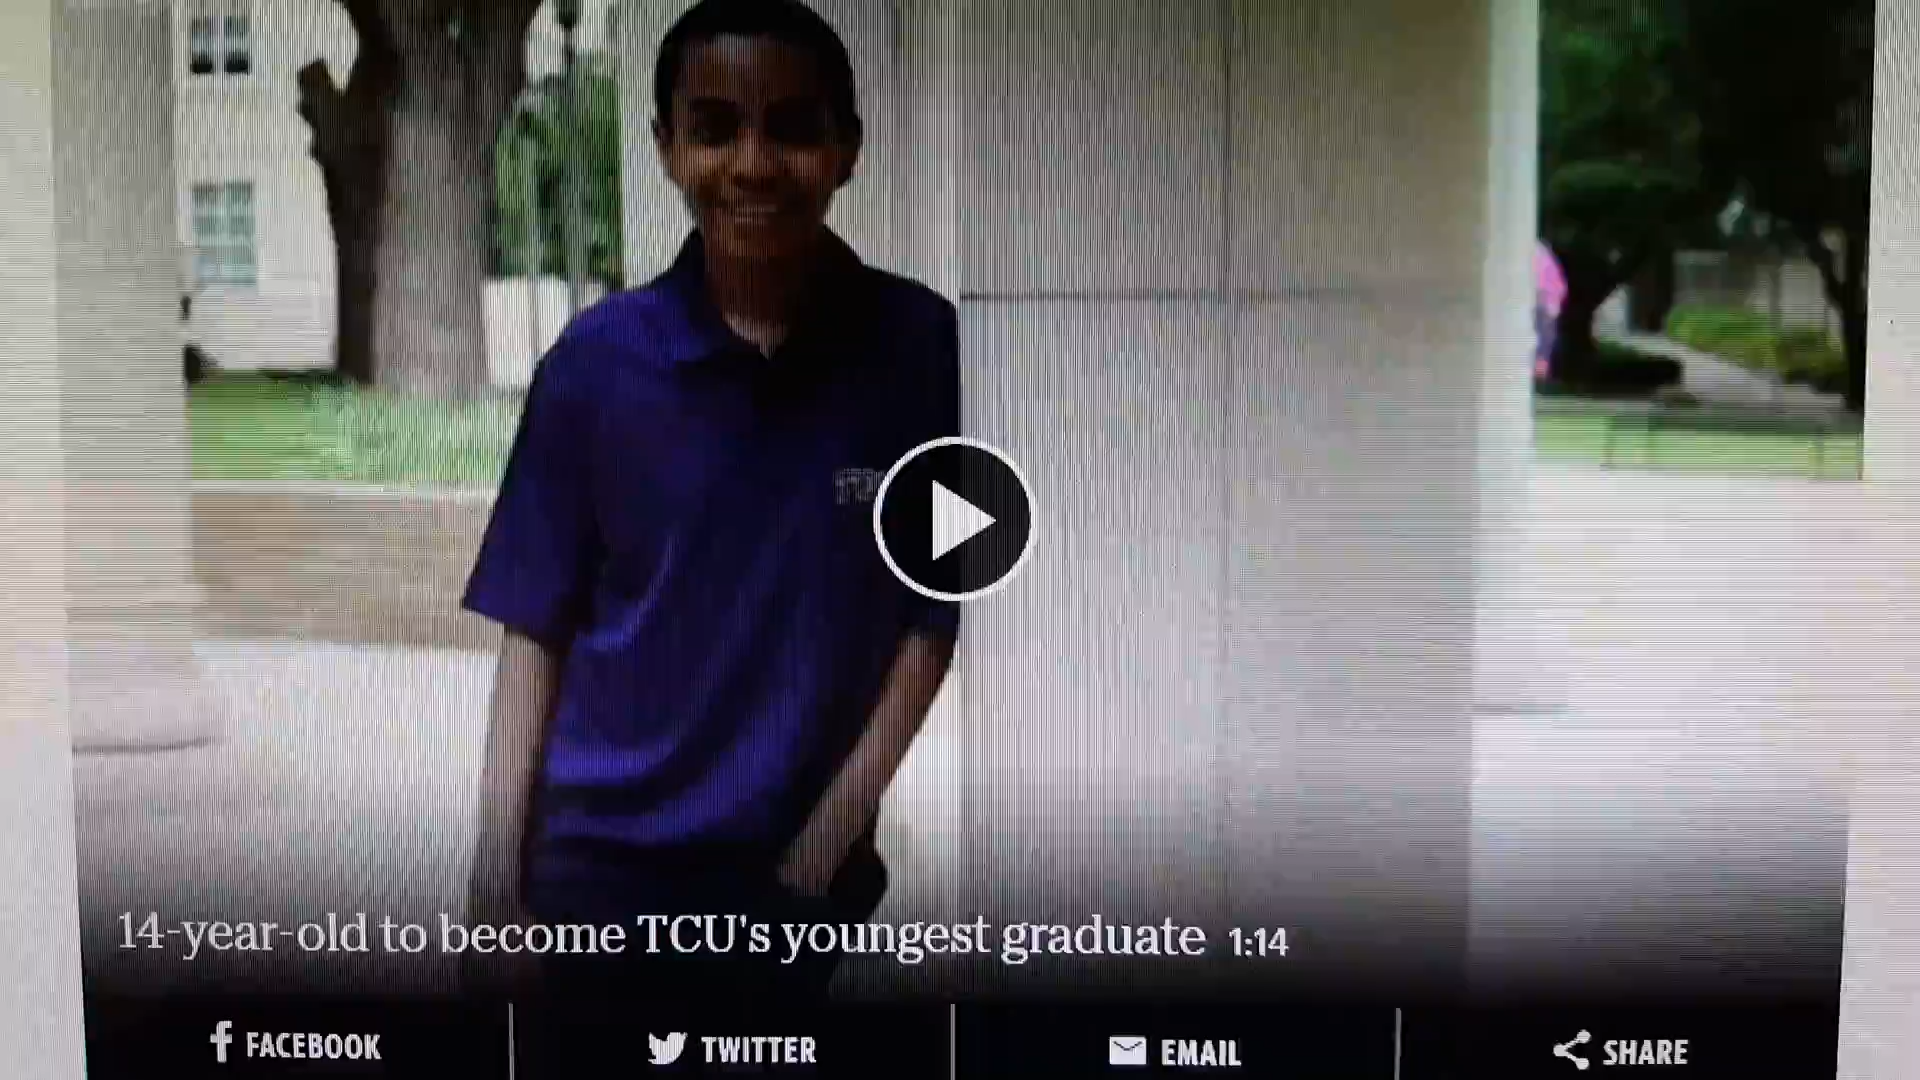 14-year-old to become TCU's youngest graduate 1:14
FACEBOOK
TWITTER
EMAIL
SHARE